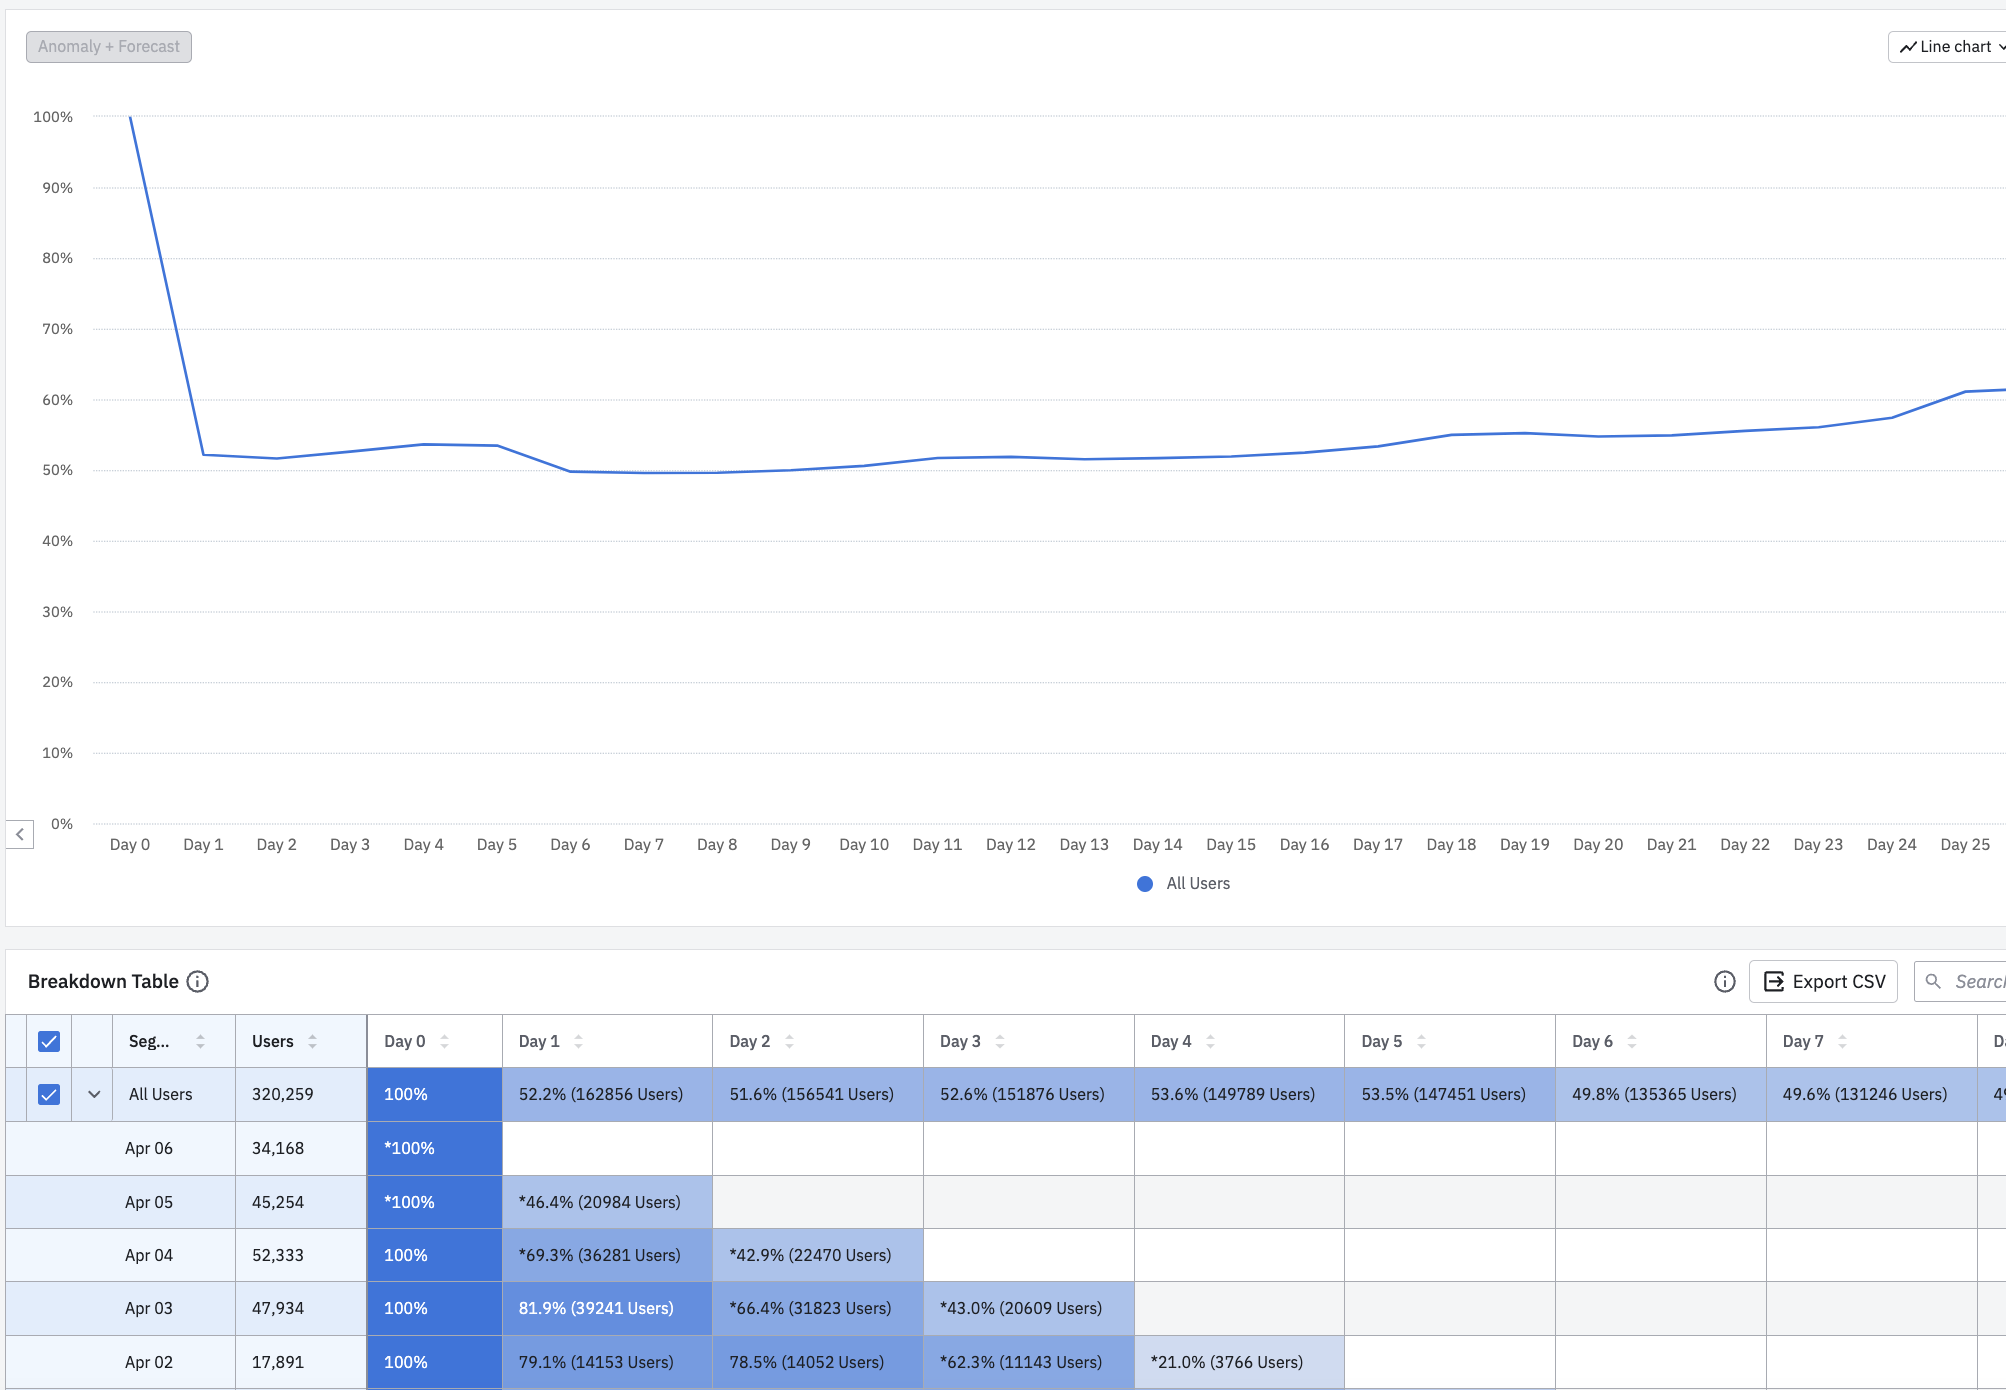 Anomaly + Forecast
Line chart
100%
90%
80%
70%
60%
50%
40%
30%
20%
10%
0%
Day 0 Day 1 Day 2 Day 3 Day 4 Day 5 Day 6 Day 7 Day 8 Day 9 Day 10 Day 11 Day 12 Day 13 Day 14 Day 15 Day 16 Day 17 Day 18 Day 19 Day 20 Day 21 Day 22 Day 23 Day 24 Day 25
All Users
Breakdown Table Export CSV Search
Seg... Users Day 0 Day 1 Day 2 Day 3 Day 4 Day 5 Day 6 Day 7
All Users 320,259 100% 52.2% (162856 Users) 51.6% (156541 Users) 52.6% (151876 Users) 53.6% (149789 Users) 53.5% (147451 Users) 49.8% (135365 Users) 49.6% (131246 Users)
Apr 06 34,168 *100%
Apr 05 45,254 *100% *46.4% (20984 Users)
Apr 04 52,333 100% *69.3% (36281 Users) *42.9% (22470 Users)
Apr 03 47,934 100% 81.9% (39241 Users) *66.4% (31823 Users) *43.0% (20609 Users)
Apr 02 17,891 100% 79.1% (14153 Users) 78.5% (14052 Users) *62.3% (11143 Users) *21.0% (3766 Users)